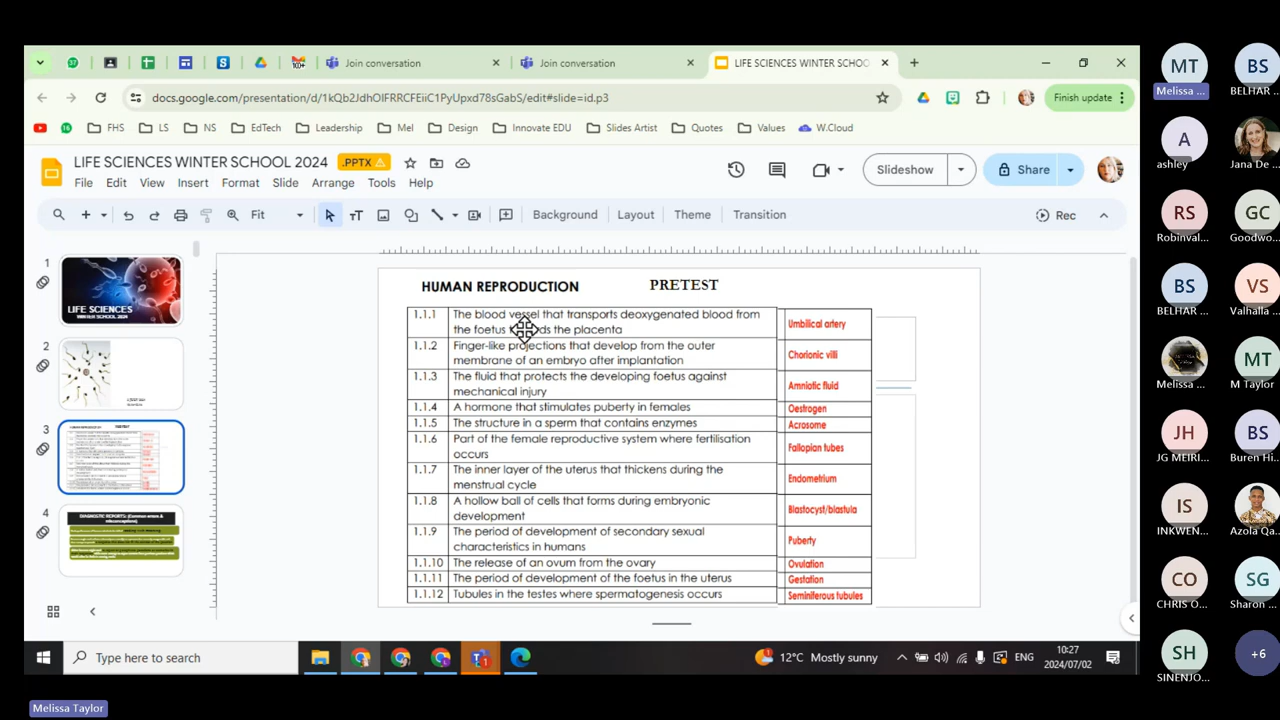 Join conversation
Join conversation
LIFE SCIENCES WINTER SCHOO
docs.google.com/presentation/d/1kQb2JdhOIFRRCFEiiC1PyUpxd78sGabS/edit#slide=id.p3
Finish update
FHS
LS
NS
EdTech
Leadership
Mel
Design
Innovate EDU
Slides Artist
Quotes
Values
W.Cloud
LIFE SCIENCES WINTER SCHOOL 2024
.PPTX
File Edit View Insert Format Slide Arrange Tools Help
Slideshow
Share
Fit
Background
Layout
Theme
Transition
Rec
1
LIFE SCIENCES
WINTER SCHOOL 2024
2
3
4
DIAGNOSTIC REPORTS: (Common errors &
misconceptions)
HUMAN REPRODUCTION
PRETEST
1.1.1 The blood vessel that transports deoxygenated blood from
the foetus the placenta
Umbilical artery
1.1.2 Finger-like projections that develop from the outer
membrane of an embryo after implantation
Chorionic villi
1.1.3 The fluid that protects the developing foetus against
mechanical injury
Amniotic fluid
1.1.4 A hormone that stimulates puberty in females
Oestrogen
1.1.5 The structure in a sperm that contains enzymes
Acrosome
1.1.6 Part of the female reproductive system where fertilisation
occurs
Fallopian tubes
1.1.7 The inner layer of the uterus that thickens during the
menstrual cycle
Endometrium
1.1.8 A hollow ball of cells that forms during embryonic
development
Blastocyst/blastula
1.1.9 The period of development of secondary sexual
characteristics in humans
Puberty
1.1.10 The release of an ovum from the ovary
Ovulation
1.1.11 The period of development of the foetus in the uterus
Gestation
1.1.12 Tubules in the testes where spermatogenesis occurs
Seminiferous tubules
Type here to search
12°C Mostly sunny
ENG
10:27
2024/07/02
Melissa Taylor
MT
Melissa ...
BS
BELHAR ...
A
ashley
Jana De ...
RS
Robinval...
GC
Goodwo...
BS
BELHAR ...
VS
Valhalla ...
Melissa ...
MT
M Taylor
JH
JG MEIRI...
BS
Buren Hi...
IS
INKWEN...
Azola Qa...
CO
CHRIS O...
SG
Sharon ...
SH
SINENJO...
+6